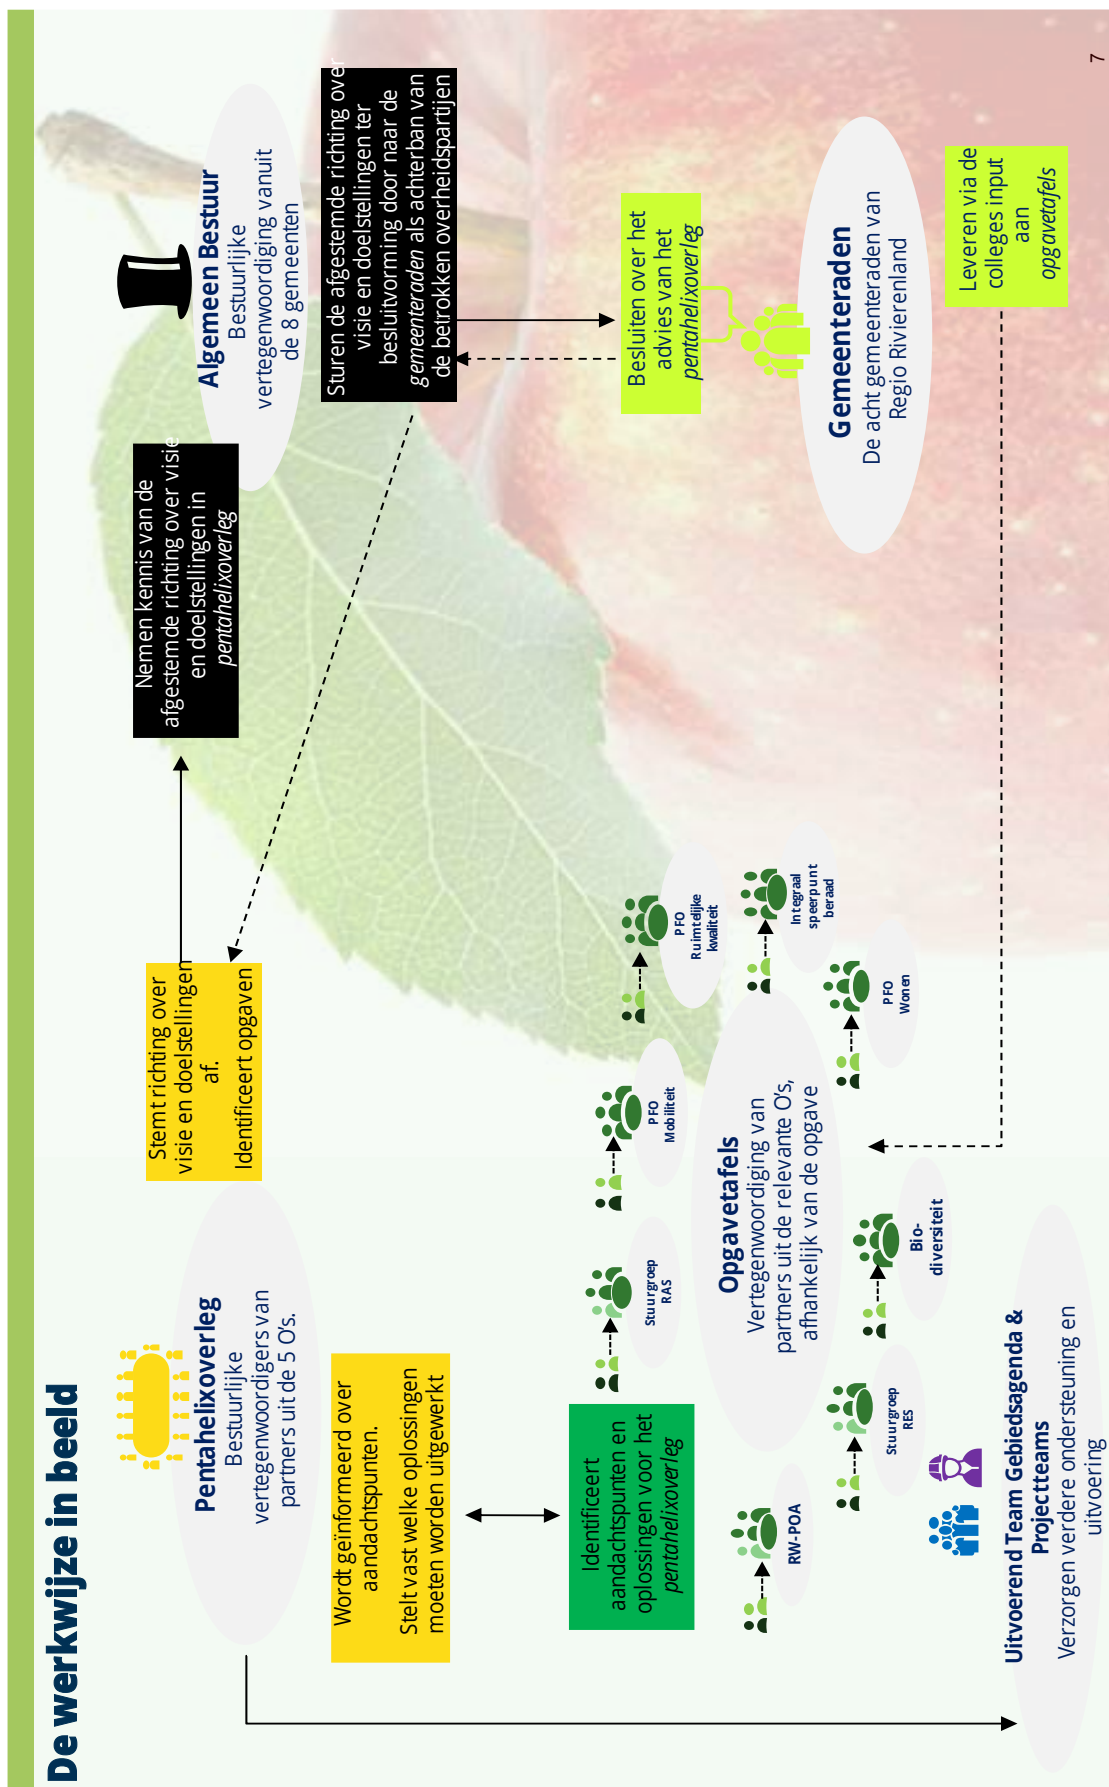 De werkwijze in beeld
Pentahelixoverleg
Bestuurlijke
vertegenwoordigers van
partners uit de 5 O's.
Stemt richting over
visie en doelstellingen
af.
Identificeert opgaven
Nemen kennis van de
afgestemde richting over visie
en doelstellingen in
pentahelixoverleg
Algemeen Bestuur
Bestuurlijke
vertegenwoordiging vanuit
de 8 gemeenten
Sturen de afgestemde richting over
visie en doelstellingen ter
besluitvorming door naar de
gemeenteraden als achterban van
de betrokken overheidspartijen
Wordt geïnformeerd over
aandachtspunten.
Stelt vast welke oplossingen
moeten worden uitgewerkt
Identificeert
aandachtspunten en
oplossingen voor het
pentahelixoverleg
Stuurgroep
RAS
PFO
Mobiliteit
PFO
Ruimtelijke
kwaliteit
Besluiten over het
advies van het
pentahelixoverleg
Opgavetafels
Vertegenwoordiging van
partners uit de relevante O's,
afhankelijk van de opgave
RW-POA
Stuurgroep
RES
Bio-
diversiteit
PFO
Wonen
Integraal
speerpunt
beraad
Gemeenteraden
De acht gemeenteraden van
Regio Rivierenland
Leveren via de
colleges input
aan
opgavetafels
Uitvoerend Team Gebiedsagenda &
Projectteams
Verzorgen verdere ondersteuning en
uitvoering
7